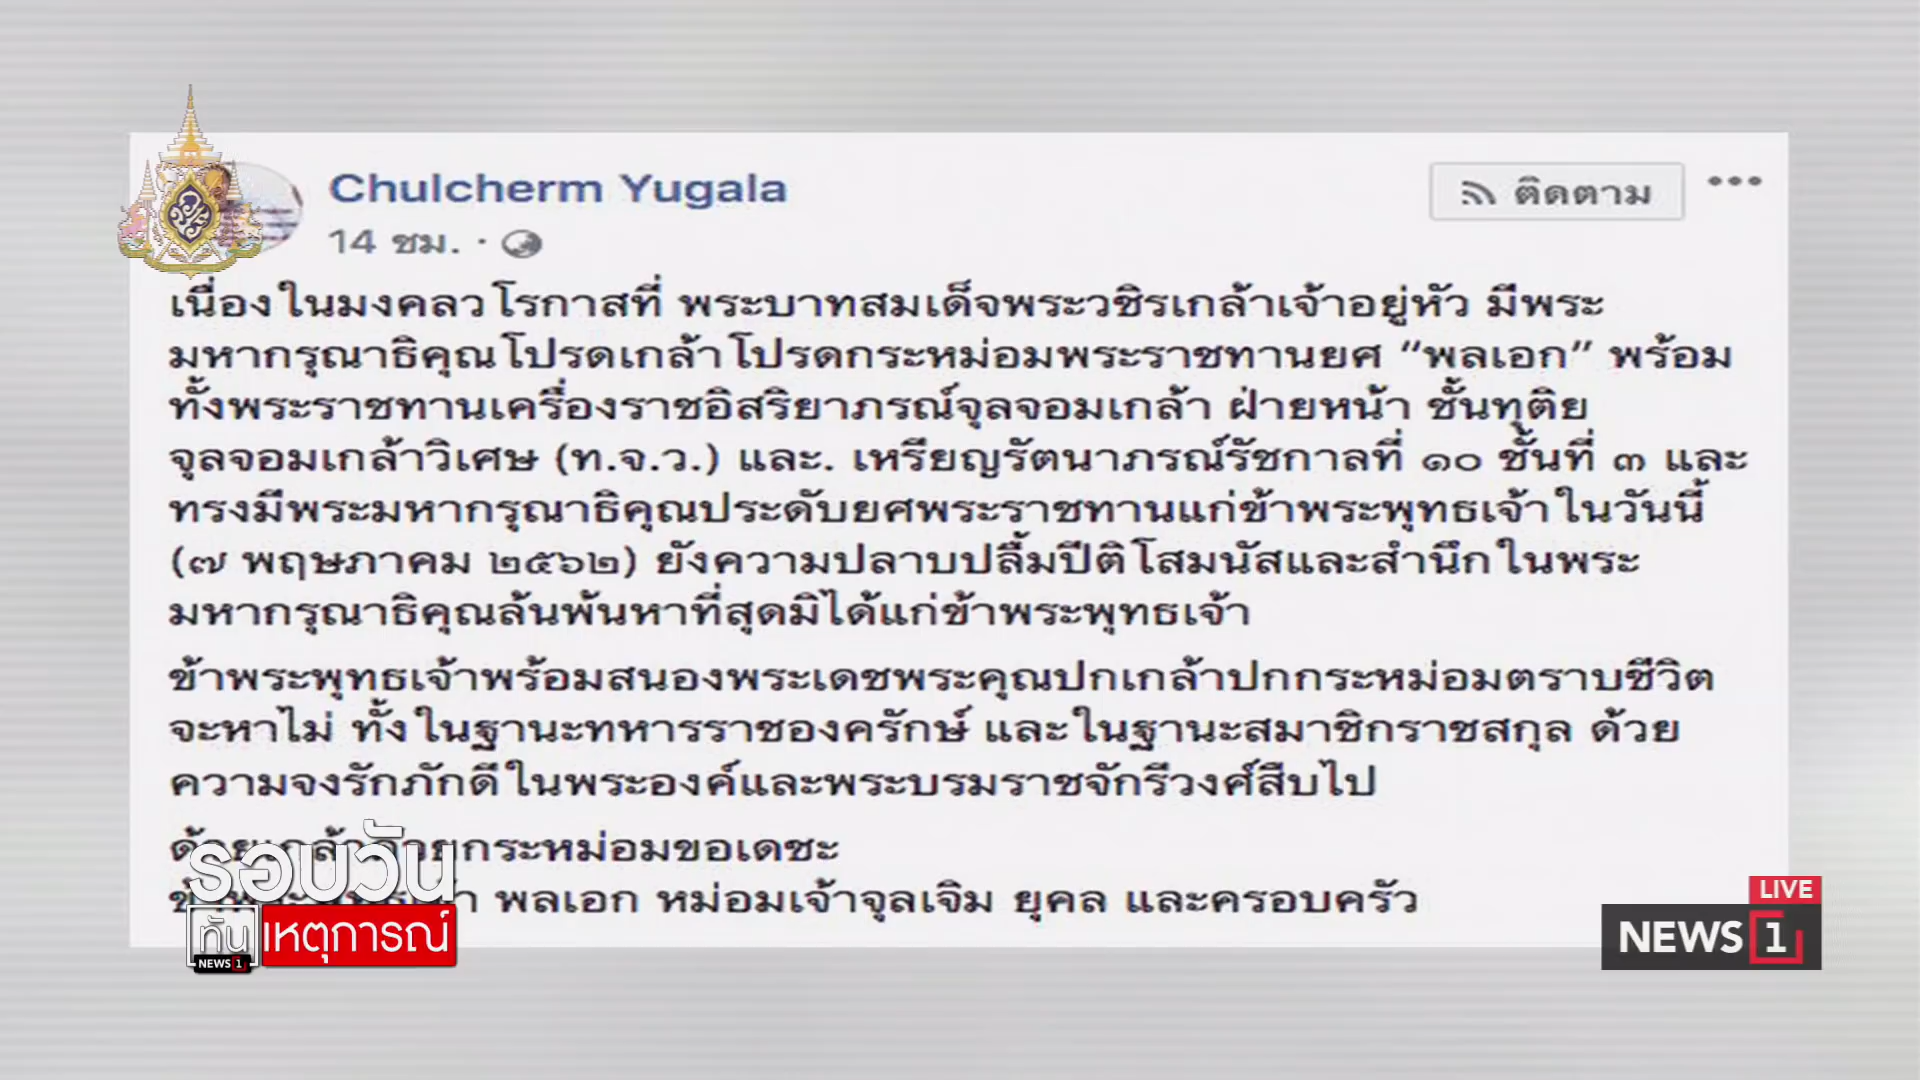 Chulcherm Yugala
ติดตาม
14 ชม.
เนื่องในมงคลวโรกาสที่ พระบาทสมเด็จพระวชิรเกล้าเจ้าอยู่หัว มีพระ
มหากรุณาธิคุณโปรดเกล้าโปรดกระหม่อมพระราชทานยศ “พลเอก” พร้อม
ทั้งพระราชทานเครื่องราชอิสริยาภรณ์จุลจอมเกล้า ฝ่ายหน้า ชั้นทุติย
จุลจอมเกล้าวิเศษ (ท.จ.ว.) และ. เหรียญรัตนาภรณ์รัชกาลที่ ๑๐ ชั้นที่ ๓ และ
ทรงมีพระมหากรุณาธิคุณประดับยศพระราชทานแก่ข้าพระพุทธเจ้าในวันนี้
(๗ พฤษภาคม ๒๕๖๒) ยังความปลาบปลื้มปีติโสมนัสและสำนึกในพระ
มหากรุณาธิคุณล้นพ้นหาที่สุดมิได้แก่ข้าพระพุทธเจ้า
ข้าพระพุทธเจ้าพร้อมสนองพระเดชพระคุณปกเกล้าปกกระหม่อมตราบชีวิต
จะหาไม่ ทั้งในฐานะทหารราชองครักษ์ และในฐานะสมาชิกราชสกุล ด้วย
ความจงรักภักดีในพระองค์และพระบรมราชจักรีวงศ์สืบไป
ด้วยเกล้าด้วยกระหม่อมขอเดชะ
พลเอก หม่อมเจ้าจุลเจิม ยุคล และครอบครัว
รอบวัน
ทันเหตุการณ์
NEWS 1
LIVE
NEWS 1